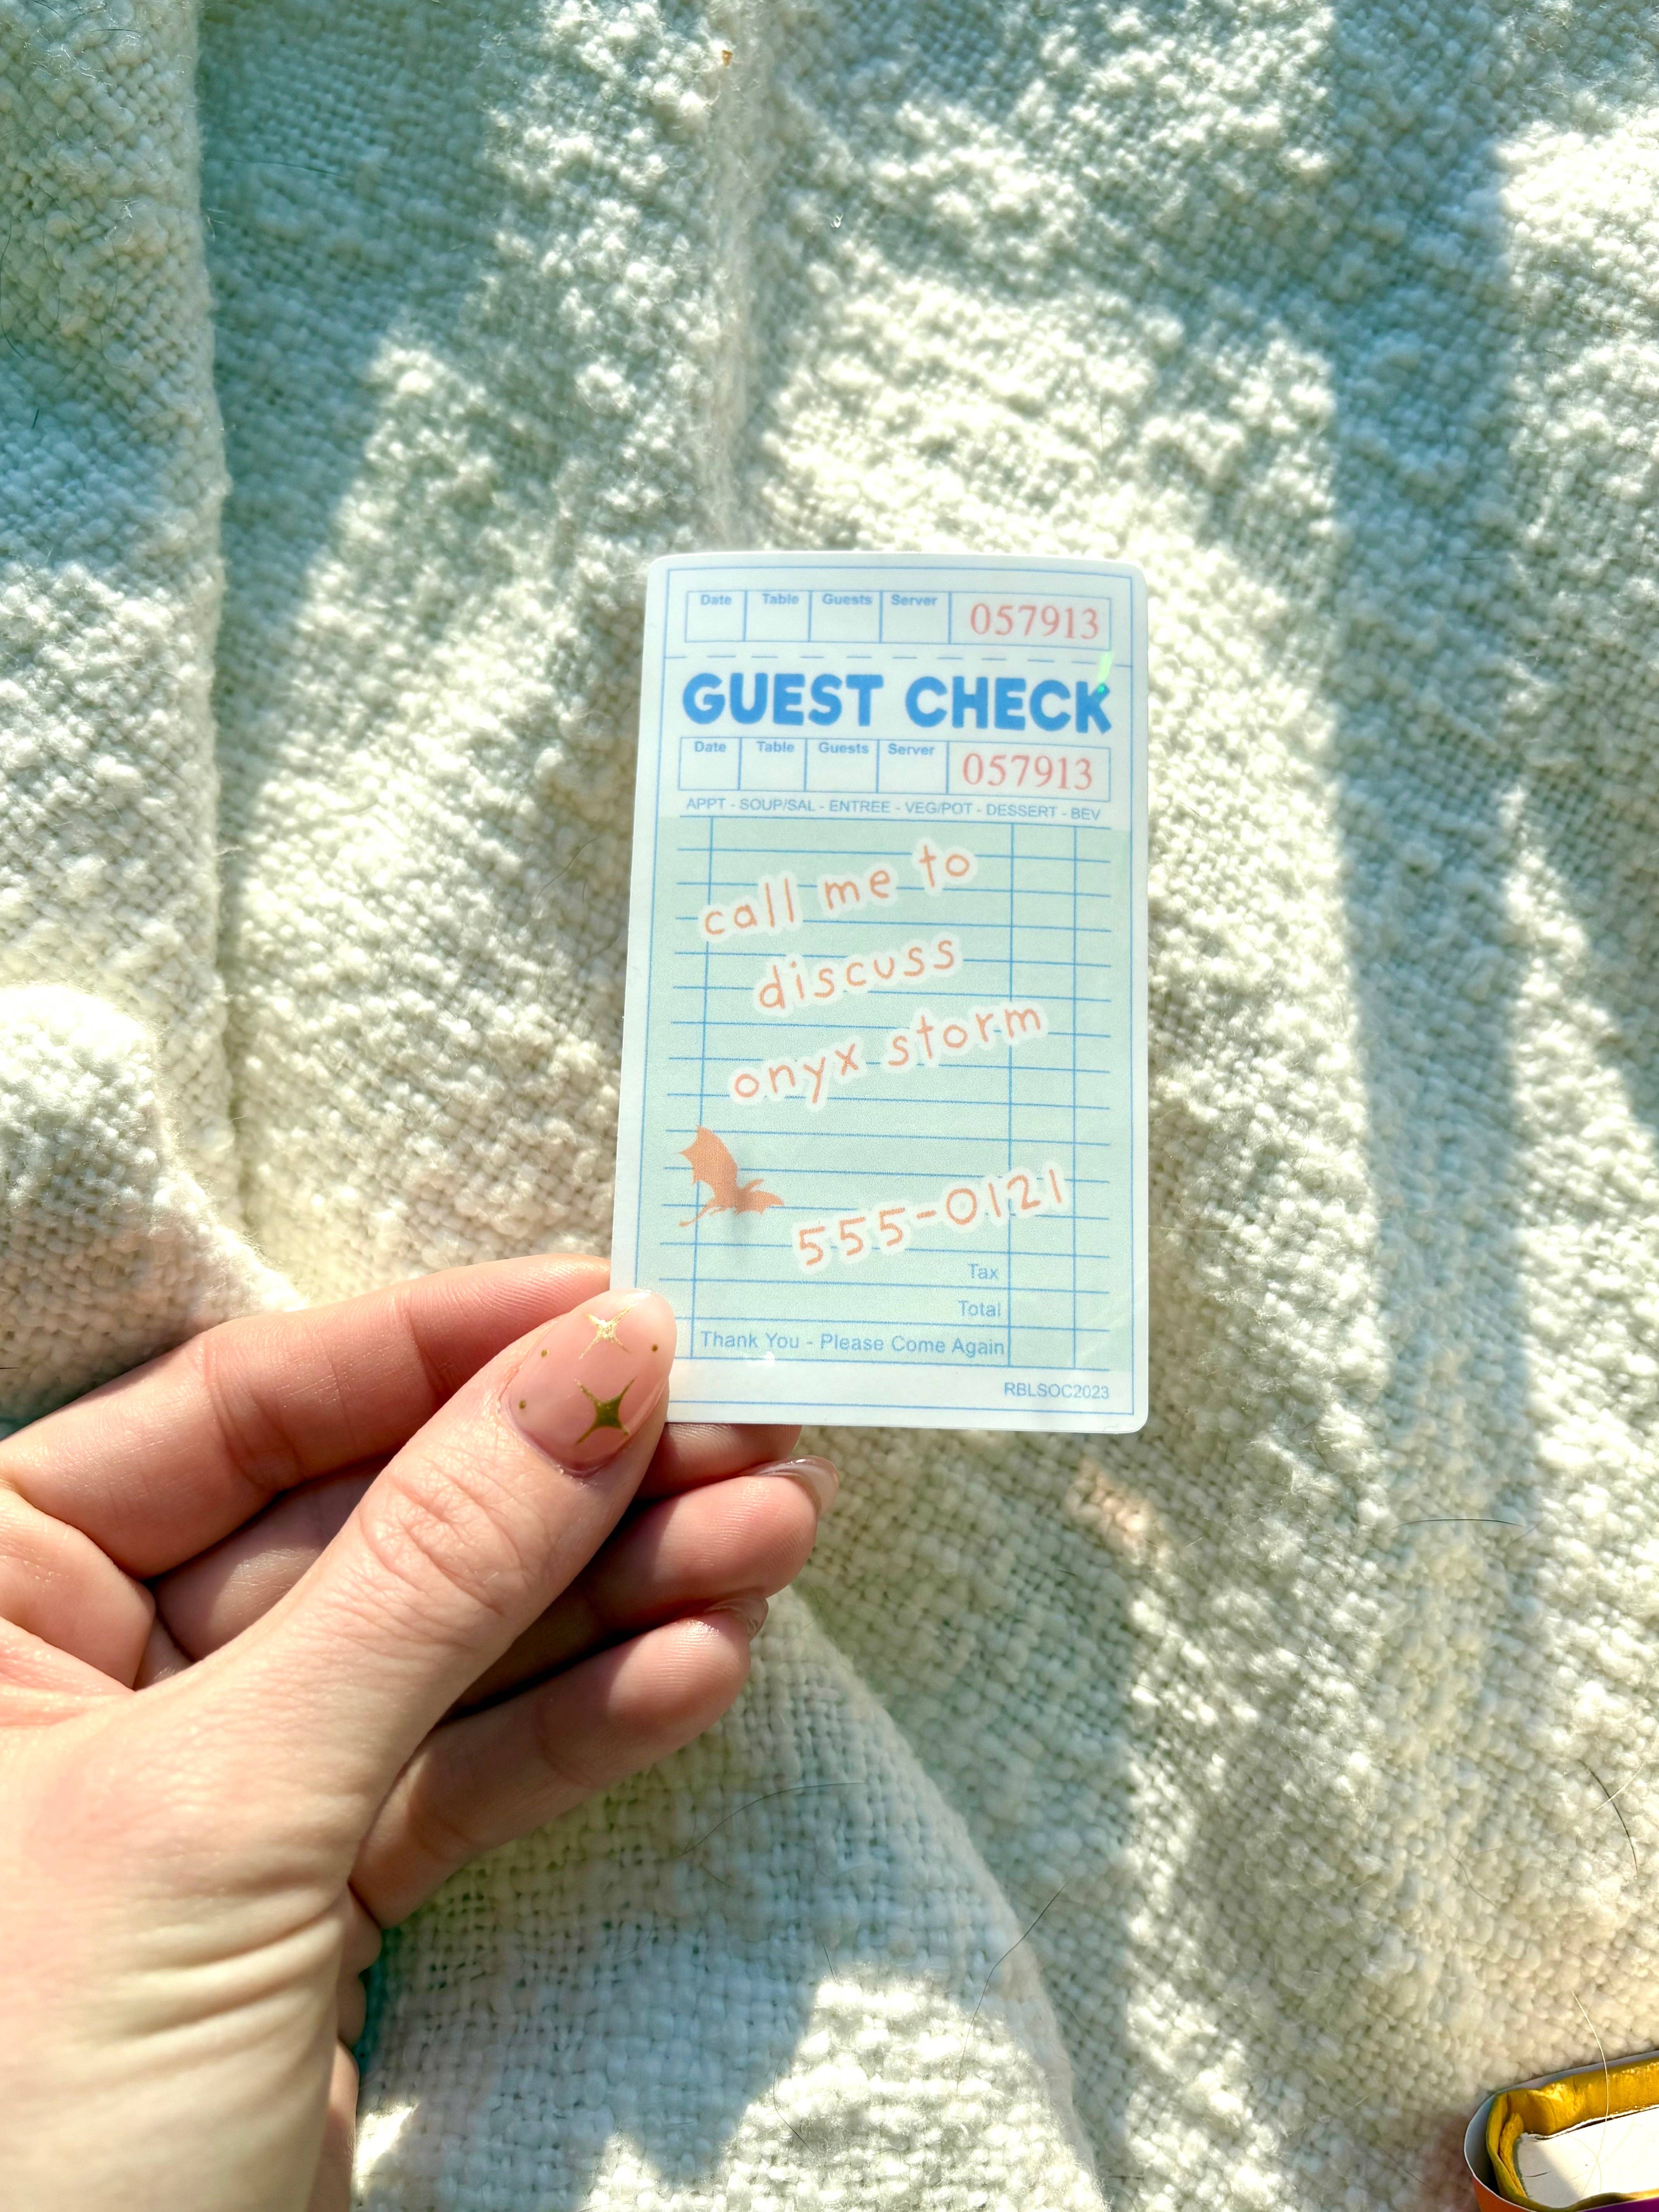 Date Table Guests Server 057913
GUEST CHECK
Date Table Guests Server 057913
APPT - SOUP/SAL - ENTREE - VEG/POT - DESSERT - BEV
call me to
discuss
onyx storm
555-0121
Tax
Total
Thank You - Please Come Again
RBLSOC2023